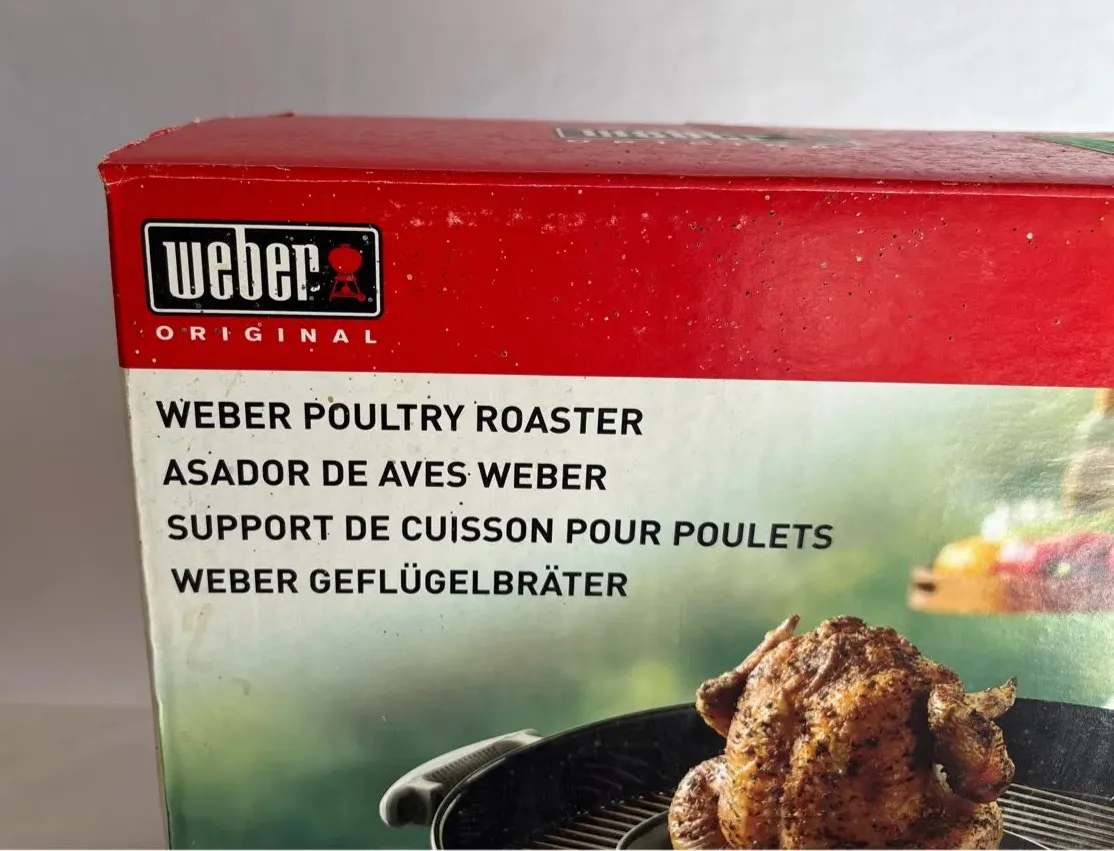 weber
ORIGINAL
WEBER POULTRY ROASTER
ASADOR DE AVES WEBER
SUPPORT DE CUISSON POUR POULETS
WEBER GEFLÜGELBRÄTER